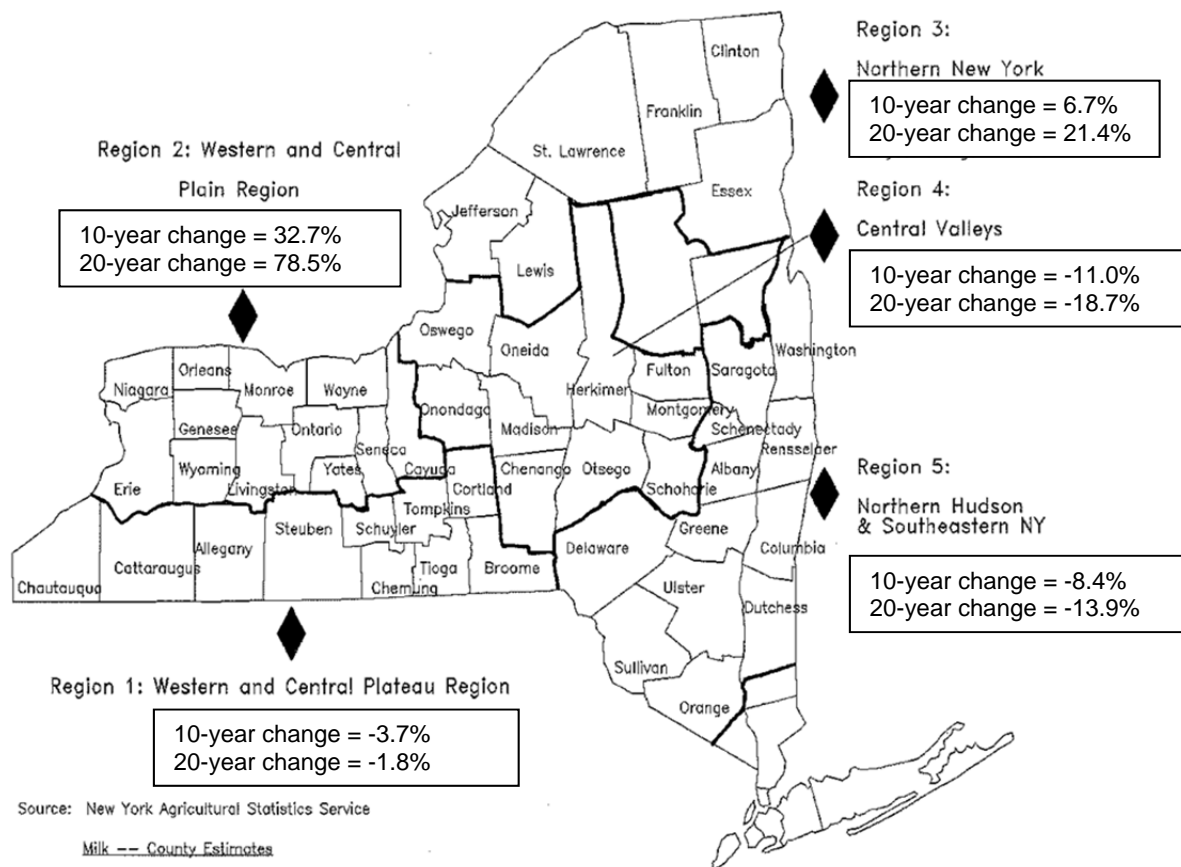 Region 3:
Northern New York
10-year change = 6.7%
20-year change = 21.4%
Region 2: Western and Central
Plain Region
10-year change = 32.7%
20-year change = 78.5%
Region 4:
Central Valleys
10-year change = -11.0%
20-year change = -18.7%
Region 5:
Northern Hudson
& Southeastern NY
10-year change = -8.4%
20-year change = -13.9%
Clinton
Franklin
St. Lawrence
Essex
Jefferson
Lewis
Oswego
Oneida
Herkimer
Fulton
Saragota
Washington
Niagara
Orleans
Monroe
Wayne
Onondaga
Madison
Montgomery
Schenectady
Rensselaer
Genesee
Ontario
Seneca
Cayuga
Wyoming
Livingston
Yates
Erie
Cortland
Chenango
Otsego
Schoharie
Albany
Tompkins
Steuben
Schuyler
Greene
Columbia
Chautauqua
Cattaraugus
Allegany
Chemung
Tioga
Broome
Delaware
Ulster
Dutchess
Sullivan
Orange
Region 1: Western and Central Plateau Region
10-year change = -3.7%
20-year change = -1.8%
Source: New York Agricultural Statistics Service
Milk -- County Estimates